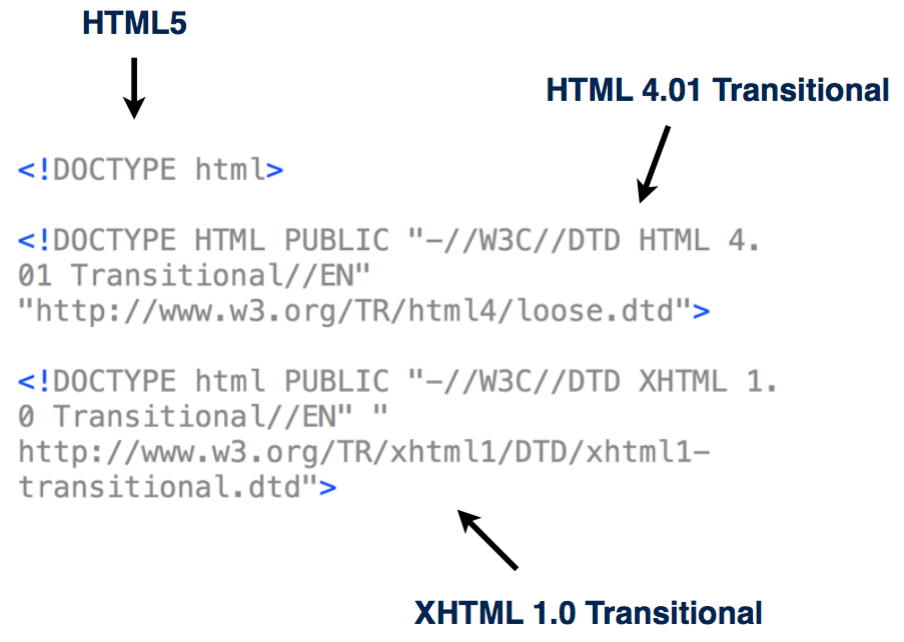 HTML5
HTML 4.01 Transitional
<!DOCTYPE html>
<!DOCTYPE HTML PUBLIC "-//W3C//DTD HTML 4.
01 Transitional//EN"
"http://www.w3.org/TR/html4/loose.dtd">
<!DOCTYPE html PUBLIC "-//W3C//DTD XHTML 1.
0 Transitional//EN" "
http://www.w3.org/TR/xhtml1/DTD/xhtml1-
transitional.dtd">
XHTML 1.0 Transitional